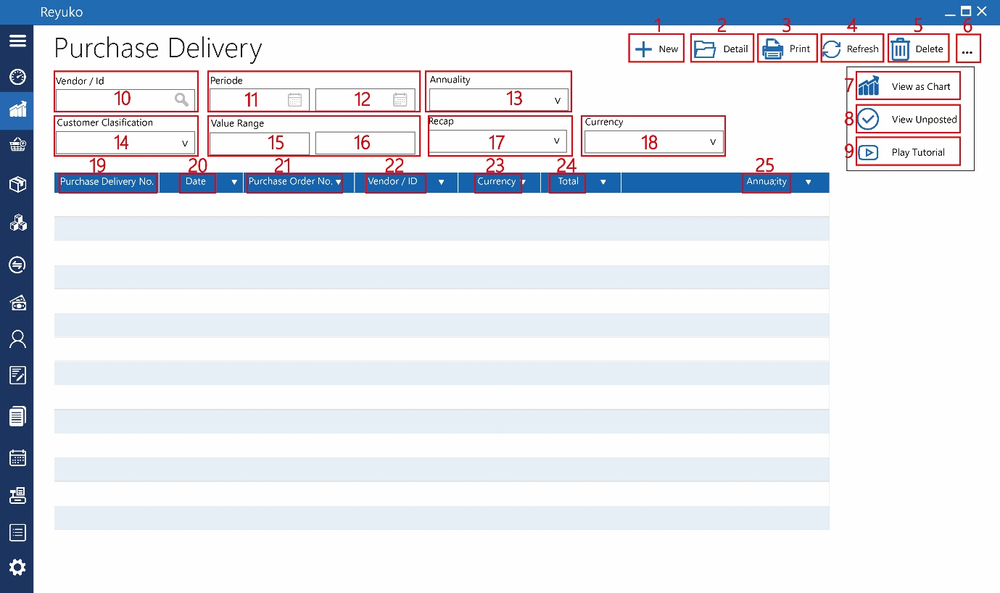 Reyuko
1 2 3 4 5 6
Purchase Delivery
New Detail Print Refresh Delete ...
Vendor / Id Periode Annuality
10 11 12 13 v
7 View as Chart
Customer Clasification Value Range Recap Currency
14 v 15 16 17 v 18 v
8 View Unposted
9 Play Tutorial
19 20 21 22 23 24 25
Purchase Delivery No. Date ▼ Purchase Order No. ▼ Vendor / ID ▼ Currency ▼ Total ▼ Annuality ▼